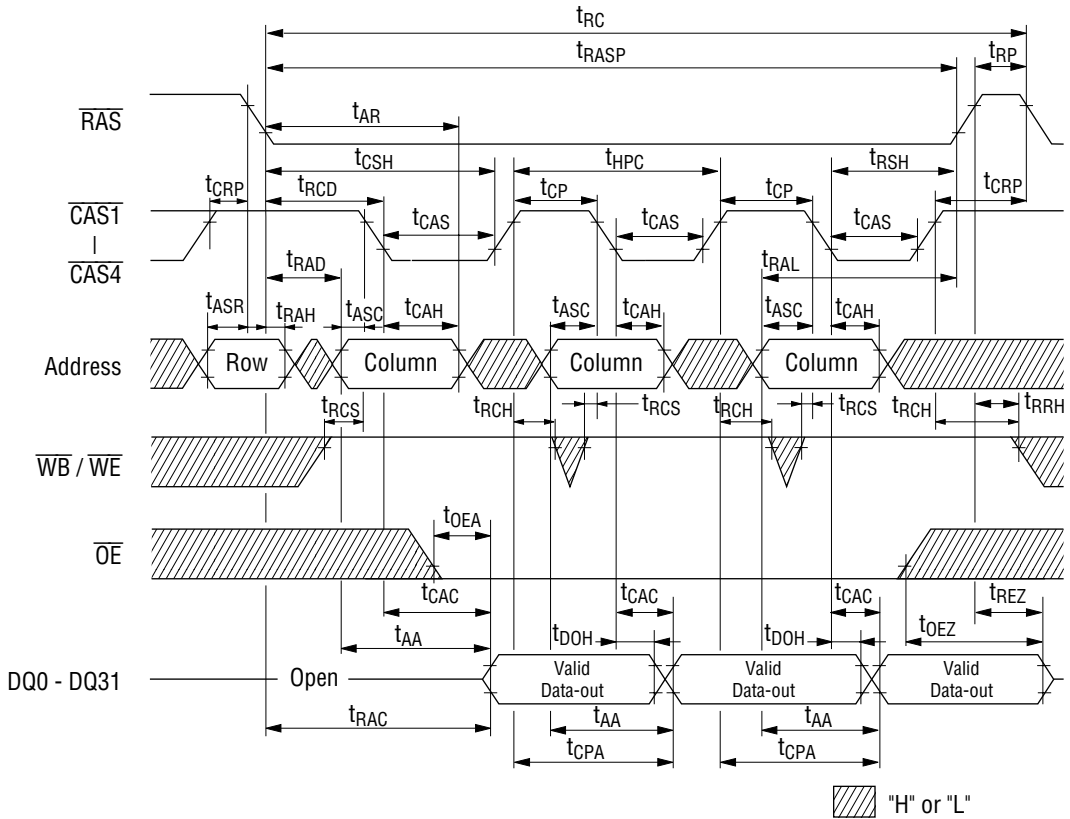 tRC
tRASP
tRP
RAS
tAR
tCSH
tHPC
tRSH
tCRP
tRCD
tCP
tCP
tCRP
CAS1
|
CAS4
tCAS
tCAS
tCAS
tRAD
tRAL
tASR
tRAH
tASC
tCAH
tASC
tCAH
tASC
tCAH
Address
Row
Column
Column
Column
tRCS
tRCH
tRCS
tRCH
tRCS
tRCH
tRRH
WB / WE
tOEA
OE
tCAC
tCAC
tCAC
tREZ
tAA
tDOH
tDOH
tOEZ
DQ0 - DQ31
Open
Valid
Data-out
Valid
Data-out
Valid
Data-out
tRAC
tAA
tAA
tCPA
tCPA
"H" or "L"